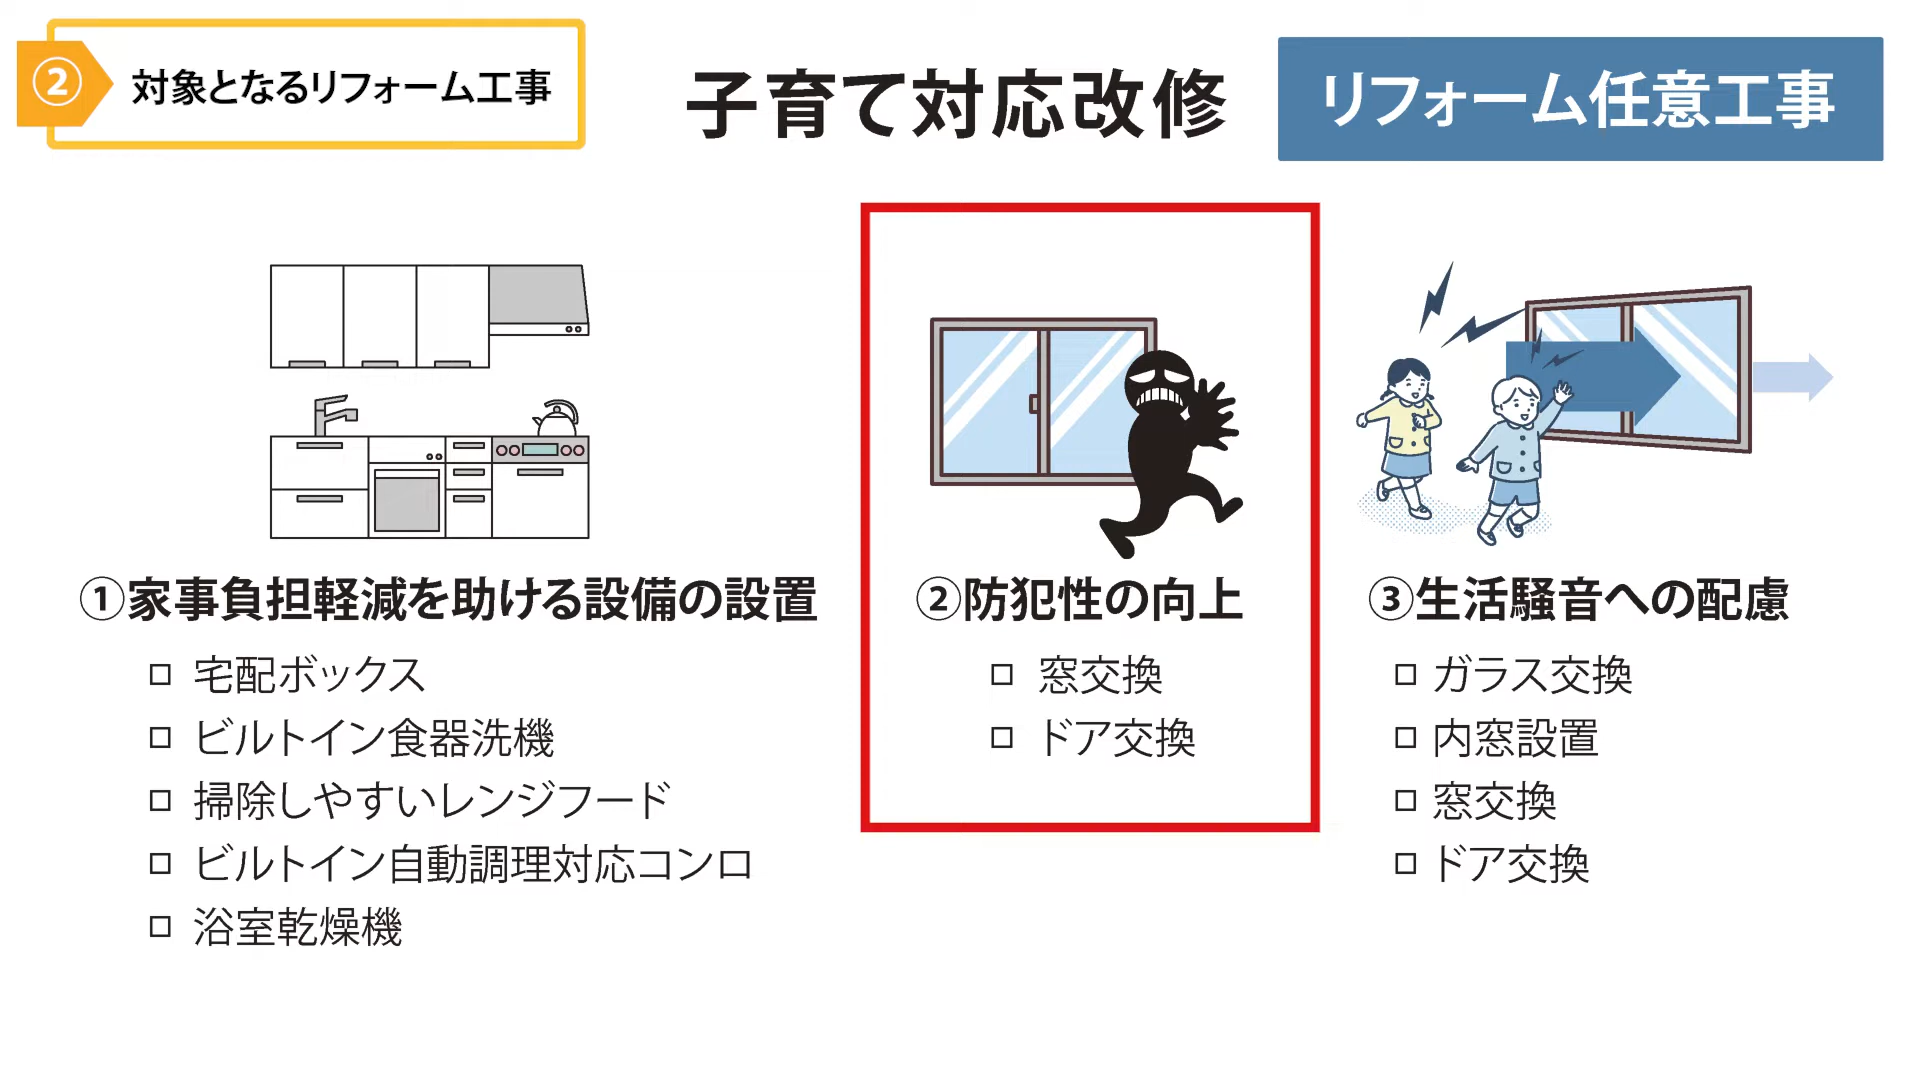 ② 対象となるリフォーム工事
子育て対応改修
リフォーム任意工事
①家事負担軽減を助ける設備の設置
□ 宅配ボックス
□ ビルトイン食器洗機
□ 掃除しやすいレンジフード
□ ビルトイン自動調理対応コンロ
□ 浴室乾燥機
②防犯性の向上
□ 窓交換
□ ドア交換
③生活騒音への配慮
□ ガラス交換
□ 内窓設置
□ 窓交換
□ ドア交換